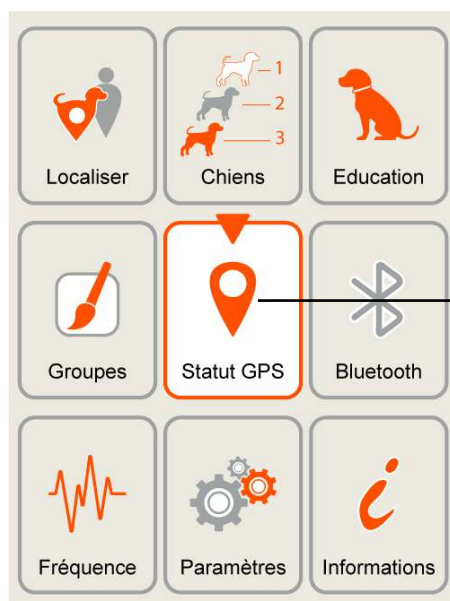 1
2
3
Localiser
Chiens
Education
Groupes
Statut GPS
Bluetooth
Fréquence
Paramètres
Informations